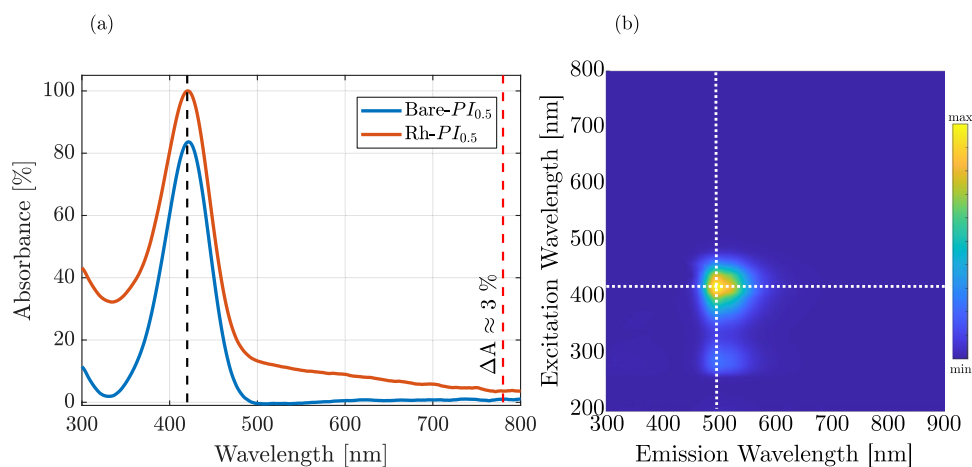 (a)
(b)
Absorbance [%]
100
80
60
40
20
0
300
400
500
600
700
800
Wavelength [nm]
Bare-PI₀.₅
Rh-PI₀.₅
ΔA ≈ 3 %
Excitation Wavelength [nm]
800
700
600
500
400
300
200
300
400
500
600
700
800
900
Emission Wavelength [nm]
max
min